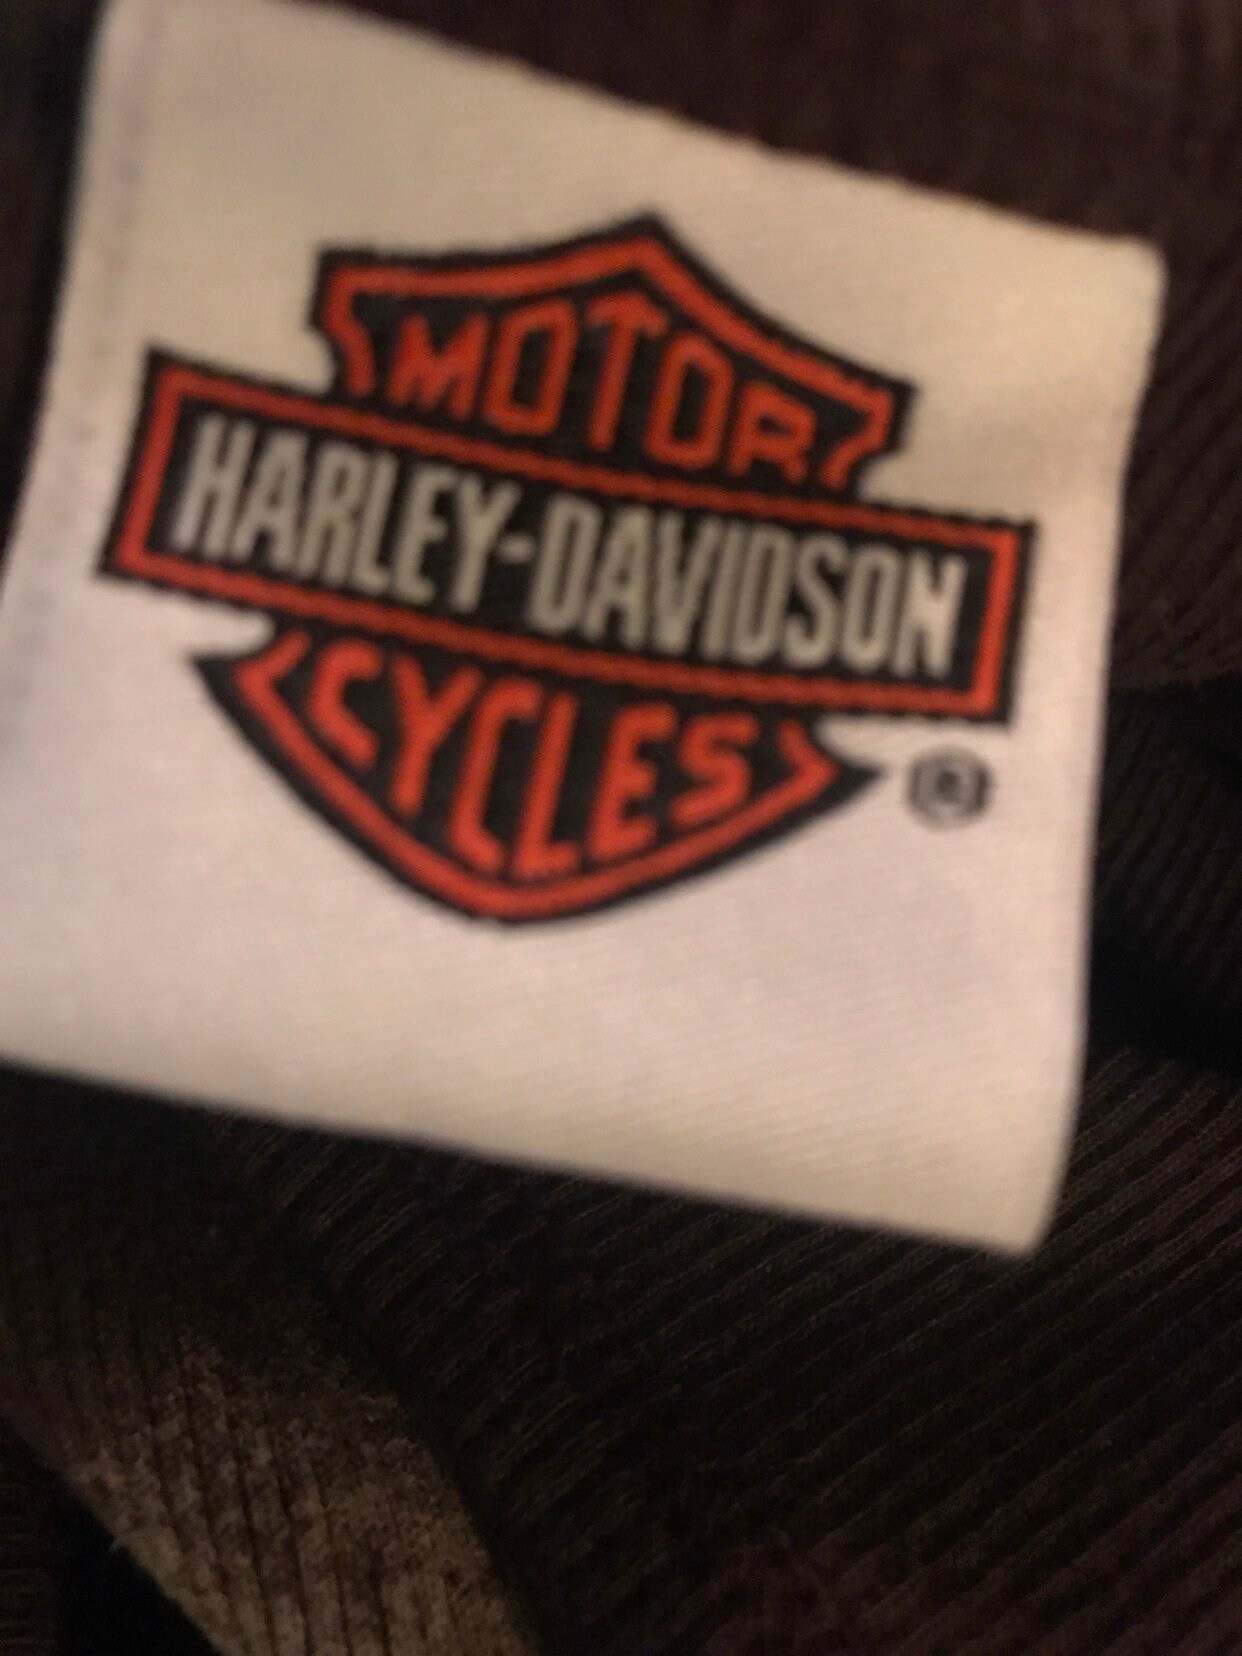 MOTOR
HARLEY-DAVIDSON
CYCLES
®